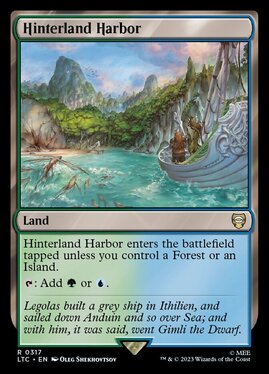 Hinterland Harbor
Land
Hinterland Harbor enters the battlefield
tapped unless you control a Forest or an
Island.
: Add or .
Legolas built a grey ship in Ithilien, and
sailed down Anduin and so over Sea; and
with him, it was said, went Gimli the Dwarf.
R 0317
LTC • EN OLEG SHEKHOVTSOV
© MEE
™ & © 2023 Wizards of the Coast